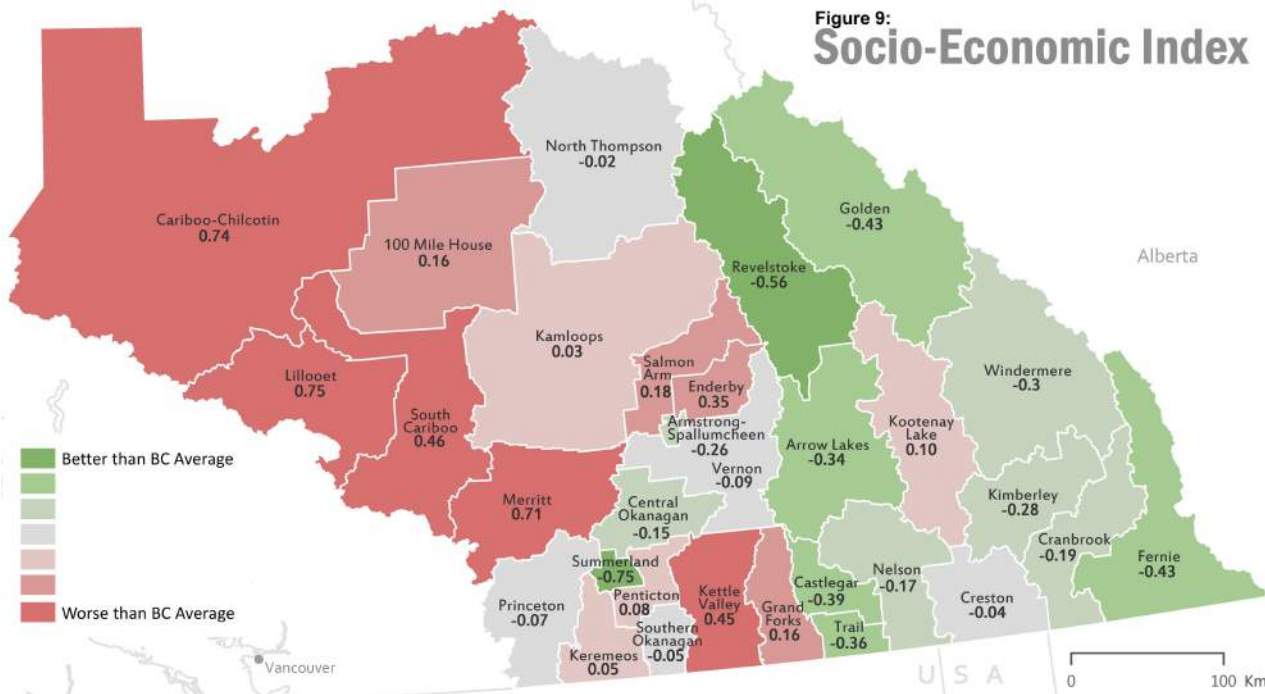 Figure 9:
Socio-Economic Index
North Thompson
-0.02
Cariboo-Chilcotin
0.74
100 Mile House
0.16
Golden
-0.43
Alberta
Revelstoke
-0.56
Kamloops
0.03
Lillooet
0.75
South
Cariboo
0.46
Salmon
Arm
0.18
Enderby
0.35
Armstrong-
Spallumcheen
-0.26
Vernon
-0.09
Arrow Lakes
-0.34
Kootenay
Lake
0.10
Windermere
-0.3
Better than BC Average
Worse than BC Average
Merritt
0.71
Central
Okanagan
-0.15
Kimberley
-0.28
Cranbrook
-0.19
Fernie
-0.43
Summerland
-0.75
Penticton
0.08
Princeton
-0.07
Keremeos
0.05
Southern
Okanagan
-0.05
Kettle
Valley
0.45
Grand
Forks
0.16
Castlegar
-0.39
Trail
-0.36
Nelson
-0.17
Creston
-0.04
Vancouver
USA
0
100 Km